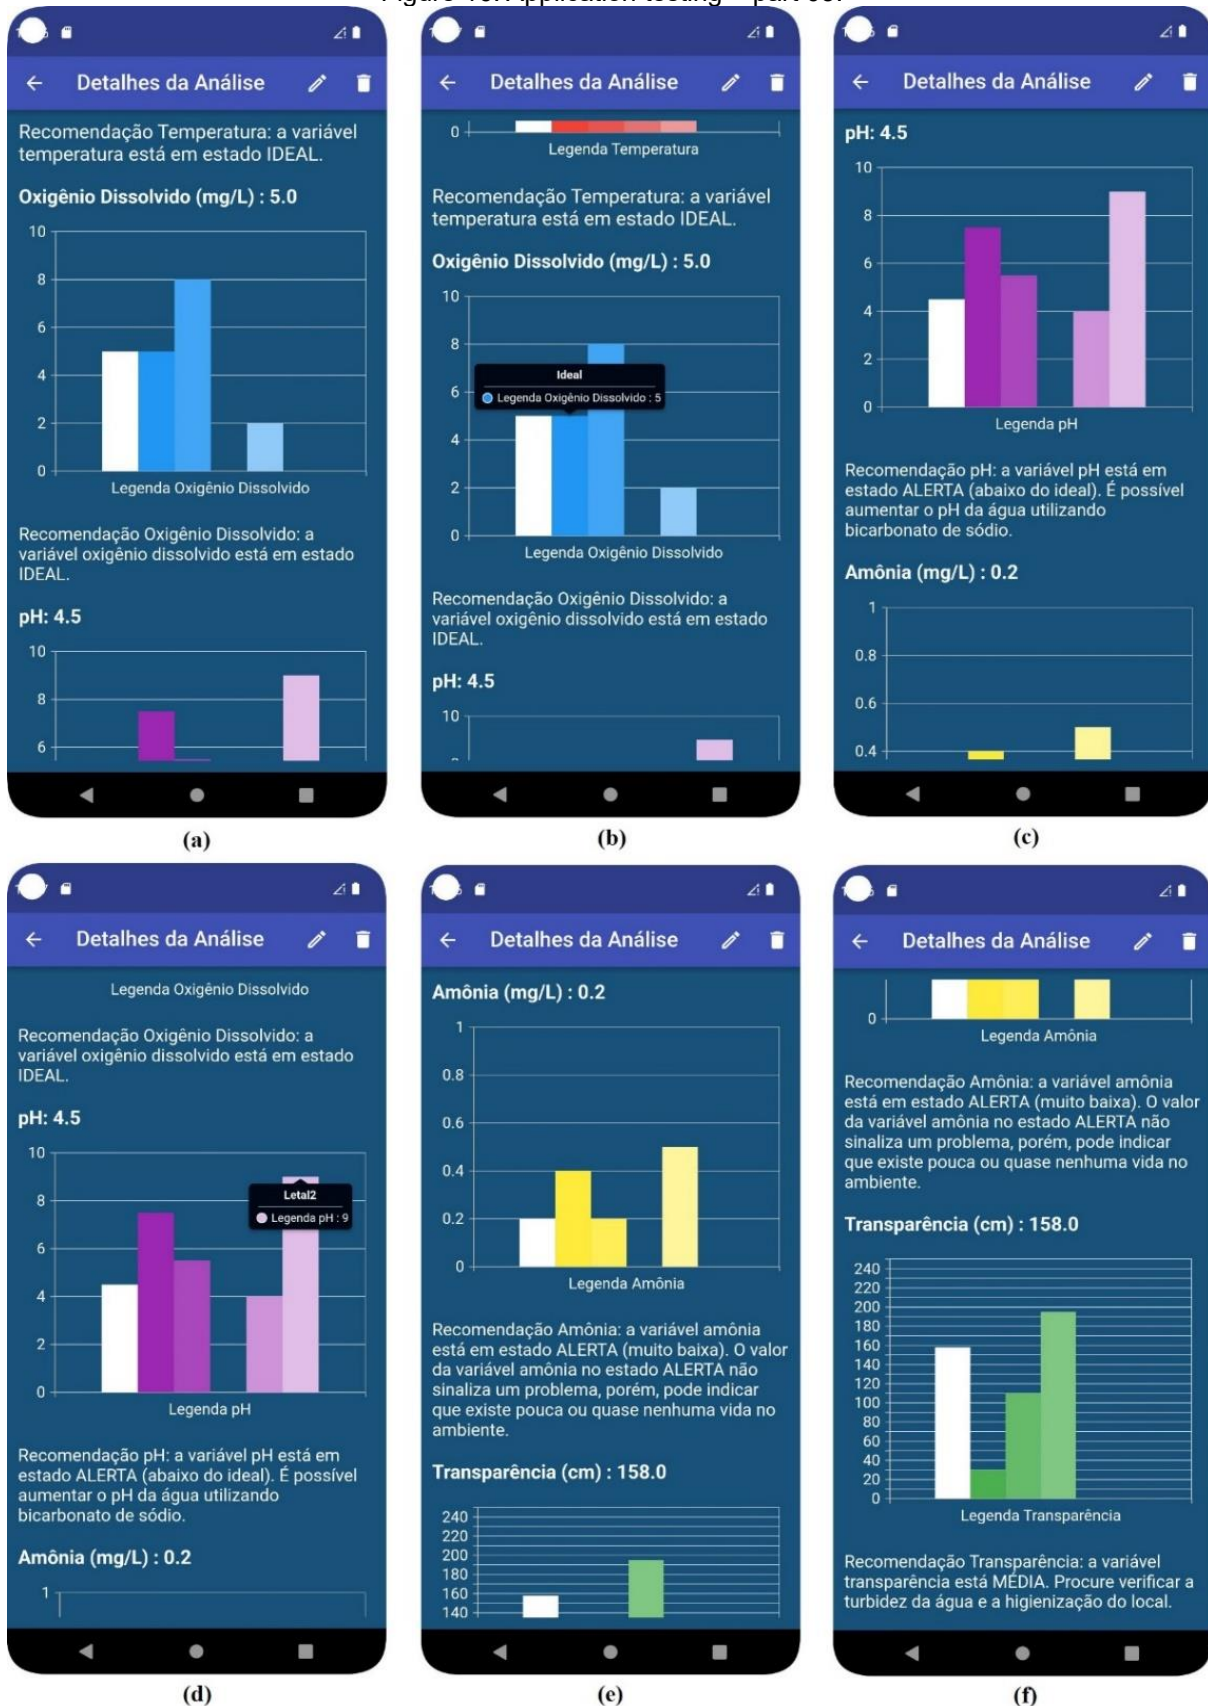 Detalhes da Análise
Recomendação Temperatura: a variável
temperatura está em estado IDEAL.
Oxigênio Dissolvido (mg/L) : 5.0
10
8
6
4
2
0
Legenda Oxigênio Dissolvido
Recomendação Oxigênio Dissolvido: a
variável oxigênio dissolvido está em estado
IDEAL.
pH: 4.5
10
8
6
(a)
Detalhes da Análise
0
Legenda Temperatura
Recomendação Temperatura: a variável
temperatura está em estado IDEAL.
Oxigênio Dissolvido (mg/L) : 5.0
10
8
Ideal
6
Legenda Oxigênio Dissolvido : 5
4
2
0
Legenda Oxigênio Dissolvido
Recomendação Oxigênio Dissolvido: a
variável oxigênio dissolvido está em estado
IDEAL.
pH: 4.5
10
(b)
Detalhes da Análise
pH: 4.5
10
8
6
4
2
0
Legenda pH
Recomendação pH: a variável pH está em
estado ALERTA (abaixo do ideal). É possível
aumentar o pH da água utilizando
bicarbonato de sódio.
Amônia (mg/L) : 0.2
1
0.8
0.6
0.4
(c)
Detalhes da Análise
Legenda Oxigênio Dissolvido
Recomendação Oxigênio Dissolvido: a
variável oxigênio dissolvido está em estado
IDEAL.
pH: 4.5
10
8
Letal2
Legenda pH : 9
6
4
2
0
Legenda pH
Recomendação pH: a variável pH está em
estado ALERTA (abaixo do ideal). É possível
aumentar o pH da água utilizando
bicarbonato de sódio.
Amônia (mg/L) : 0.2
1
(d)
Detalhes da Análise
Amônia (mg/L) : 0.2
1
0.8
0.6
0.4
0.2
0
Legenda Amônia
Recomendação Amônia: a variável amônia
está em estado ALERTA (muito baixa). O valor
da variável amônia no estado ALERTA não
sinaliza um problema, porém, pode indicar
que existe pouca ou quase nenhuma vida no
ambiente.
Transparência (cm) : 158.0
240
220
200
180
160
140
(e)
Detalhes da Análise
0
Legenda Amônia
Recomendação Amônia: a variável amônia
está em estado ALERTA (muito baixa). O valor
da variável amônia no estado ALERTA não
sinaliza um problema, porém, pode indicar
que existe pouca ou quase nenhuma vida no
ambiente.
Transparência (cm) : 158.0
240
220
200
180
160
140
120
100
80
60
40
20
0
Legenda Transparência
Recomendação Transparência: a variável
transparência está MÉDIA. Procure verificar a
turbidez da água e a higienização do local.
(f)